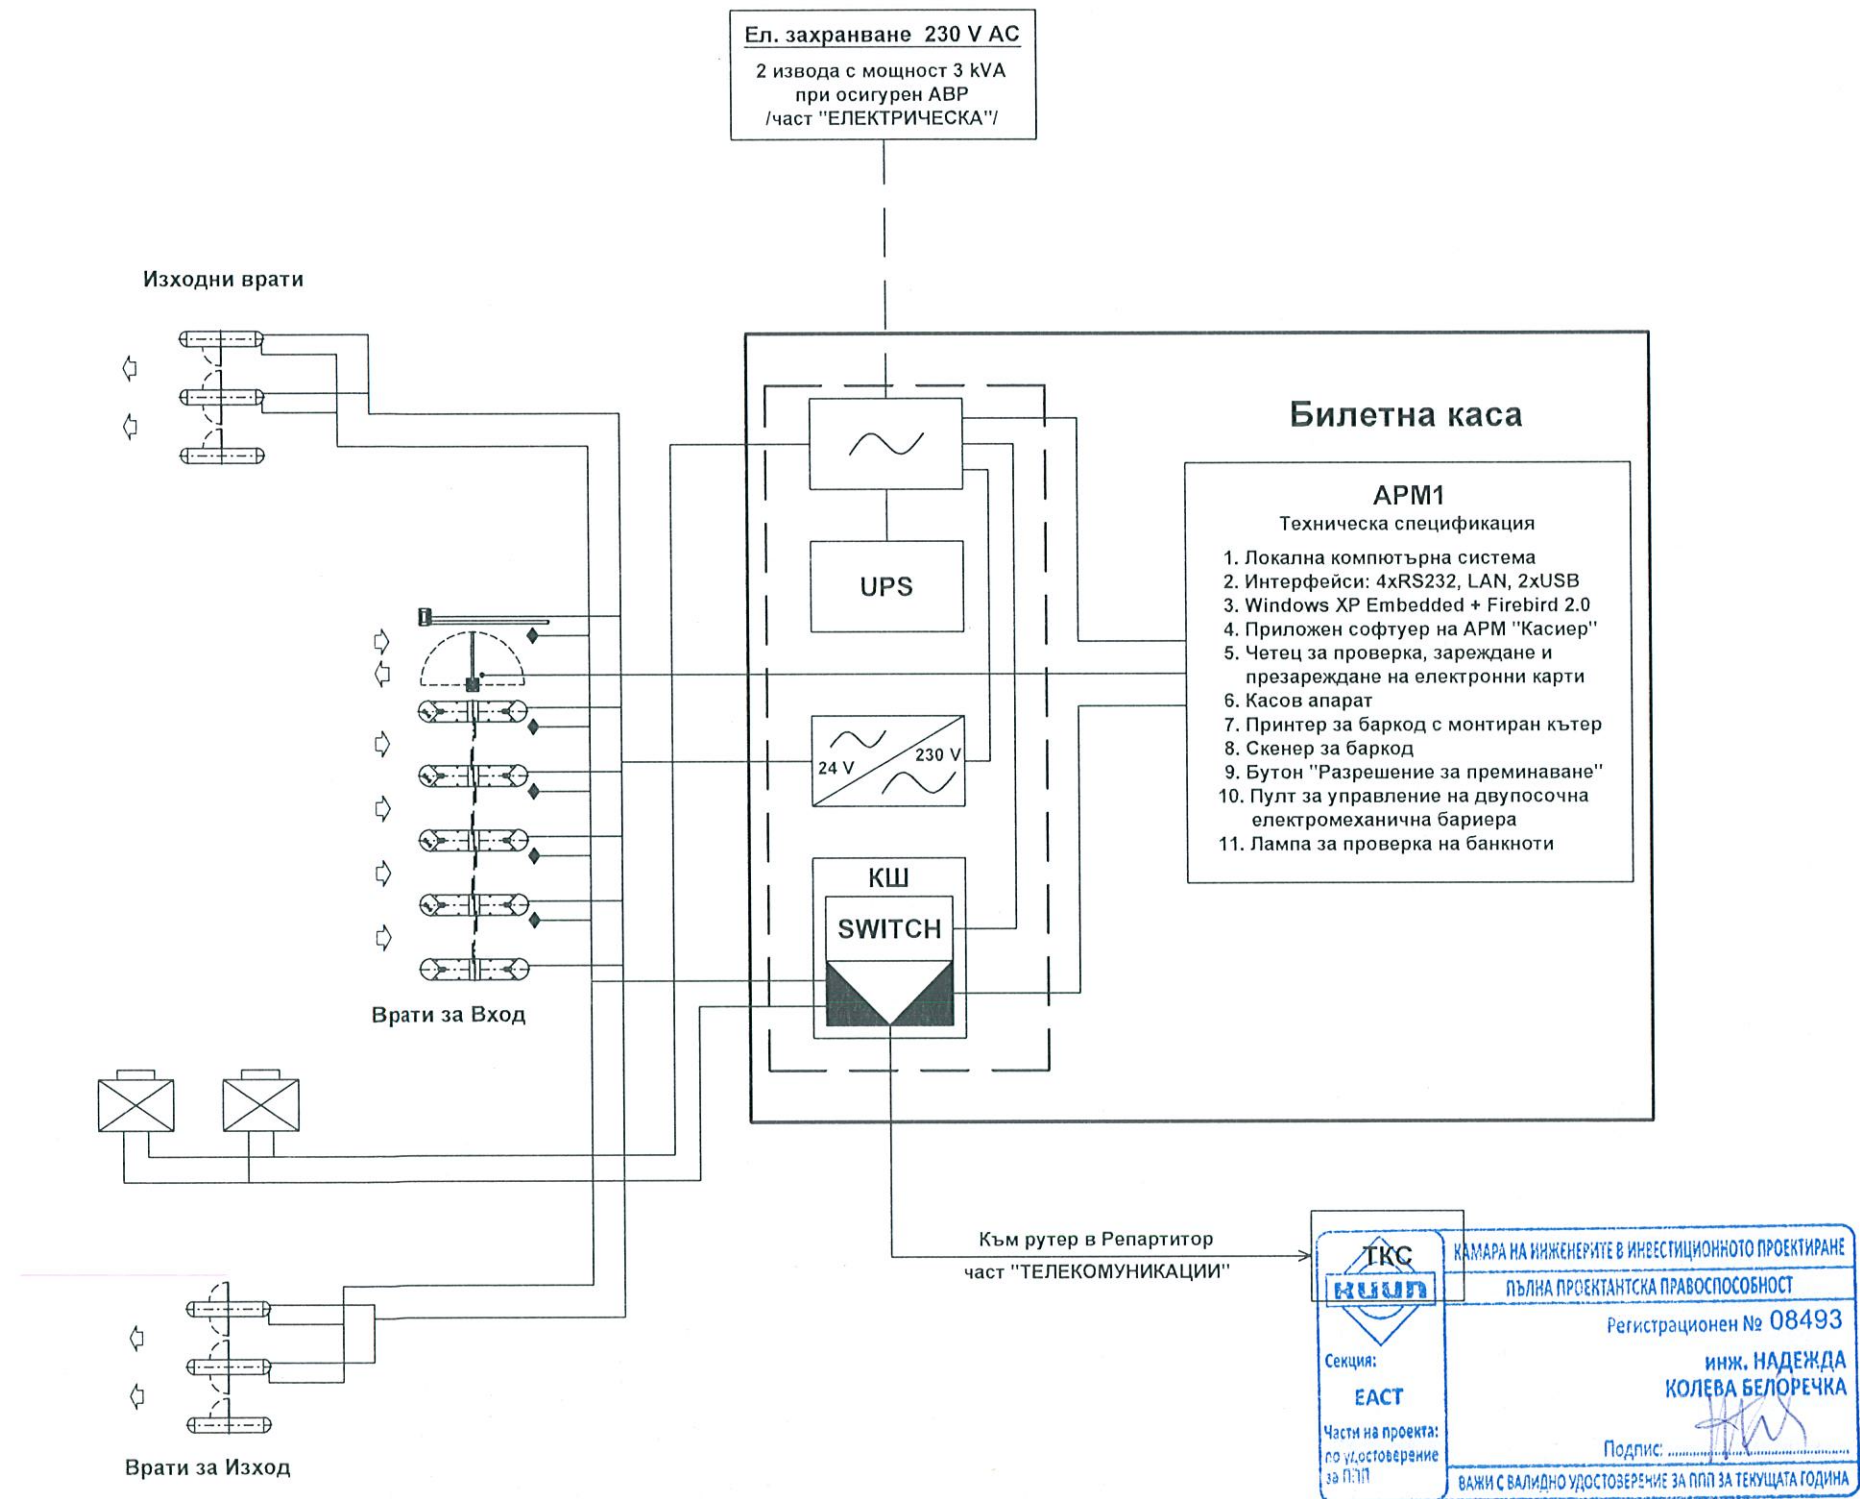 Ел. захранване 230 V AC
2 извода с мощност 3 kVA
при осигурен АВР
/част "ЕЛЕКТРИЧЕСКА"/
Изходни врати
Билетна каса
АРМ1
Техническа спецификация
1. Локална компютърна система
2. Интерфейси: 4xRS232, LAN, 2xUSB
3. Windows XP Embedded + Firebird 2.0
4. Приложен софтуер на АРМ "Касиер"
5. Четец за проверка, зареждане и
презареждане на електронни карти
6. Касов апарат
7. Принтер за баркод с монтиран кътер
8. Скенер за баркод
9. Бутон "Разрешение за преминаване"
10. Пулт за управление на двупосочна
електромеханична бариера
11. Лампа за проверка на банкноти
UPS
24 V
230 V
КШ
SWITCH
Врати за Вход
Към рутер в Репартитор
част "ТЕЛЕКОМУНИКАЦИИ"
ТКС
Врати за Изход
КИИП
КАМАРА НА ИНЖЕНЕРИТЕ В ИНВЕСТИЦИОННОТО ПРОЕКТИРАНЕ
ПЪЛНА ПРОЕКТАНТСКА ПРАВОСПОСОБНОСТ
Регистрационен № 08493
Секция:
ЕАСТ
Части на проекта:
по удостоверение
за ППП
инж. НАДЕЖДА
КОЛЕВА БЕЛОРЕЧКА
Подпис:
ВАЖИ С ВАЛИДНО УДОСТОВЕРЕНИЕ ЗА ППП ЗА ТЕКУЩАТА ГОДИНА